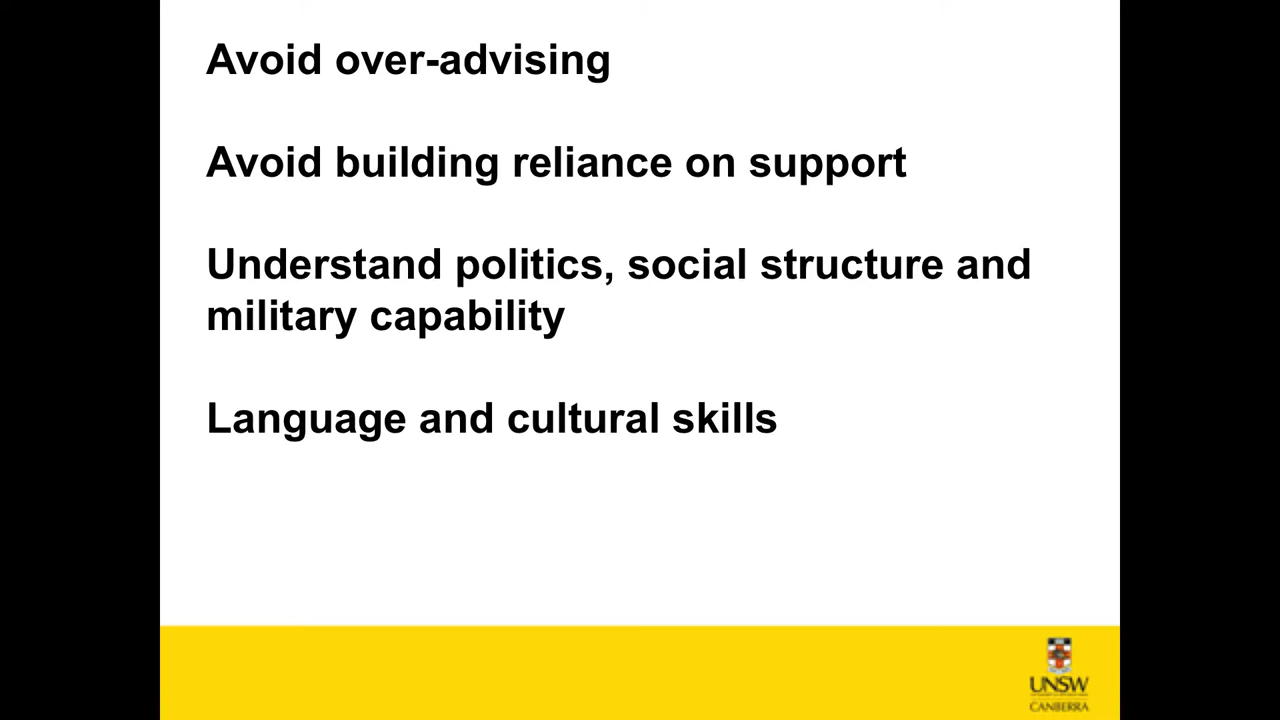 Avoid over-advising
Avoid building reliance on support
Understand politics, social structure and
military capability
Language and cultural skills
UNSW
CANBERRA